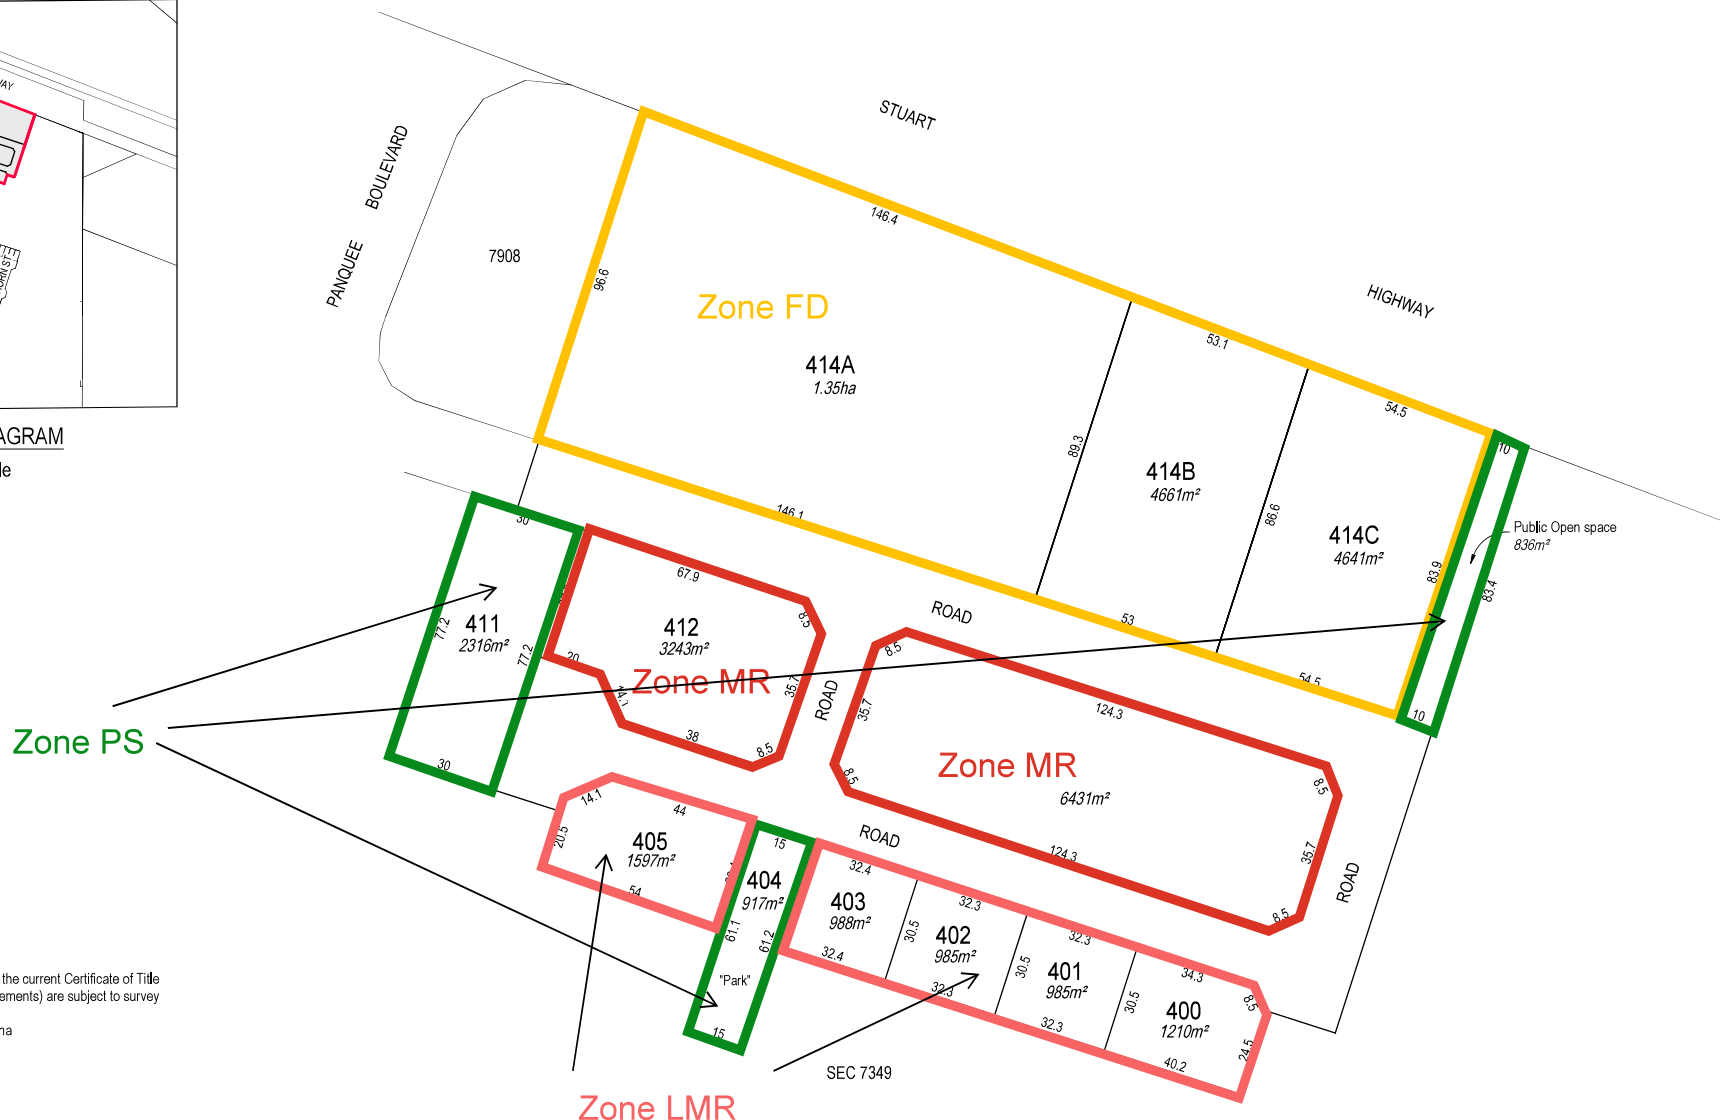 STUART
HIGHWAY
PANQUEE
BOULEVARD
7908
146.4
96.6
Zone FD
414A
1.35ha
53.1
54.5
10
89.3
414B
4661m²
86.6
414C
4641m²
83.9
Public Open space
836m²
83.4
146.1
53
54.5
10
AGRAM
30
77.2
411
2316m²
77.2
30
67.9
8.5
412
3243m²
Zone MR
20
14.1
35.7
38
8.5
ROAD
ROAD
8.5
35.7
124.3
Zone MR
6431m²
8.5
8.5
124.3
35.7
8.5
ROAD
ROAD
Zone PS
14.1
44
20.5
405
1597m²
54
15
404
917m²
61.1
61.2
"Park"
15
32.4
403
988m²
32.4
30.5
32.3
402
985m²
32.3
30.5
32.3
401
985m²
32.3
30.5
34.3
8.5
400
1210m²
24.5
40.2
SEC 7349
Zone LMR
the current Certificate of Title
ements) are subject to survey